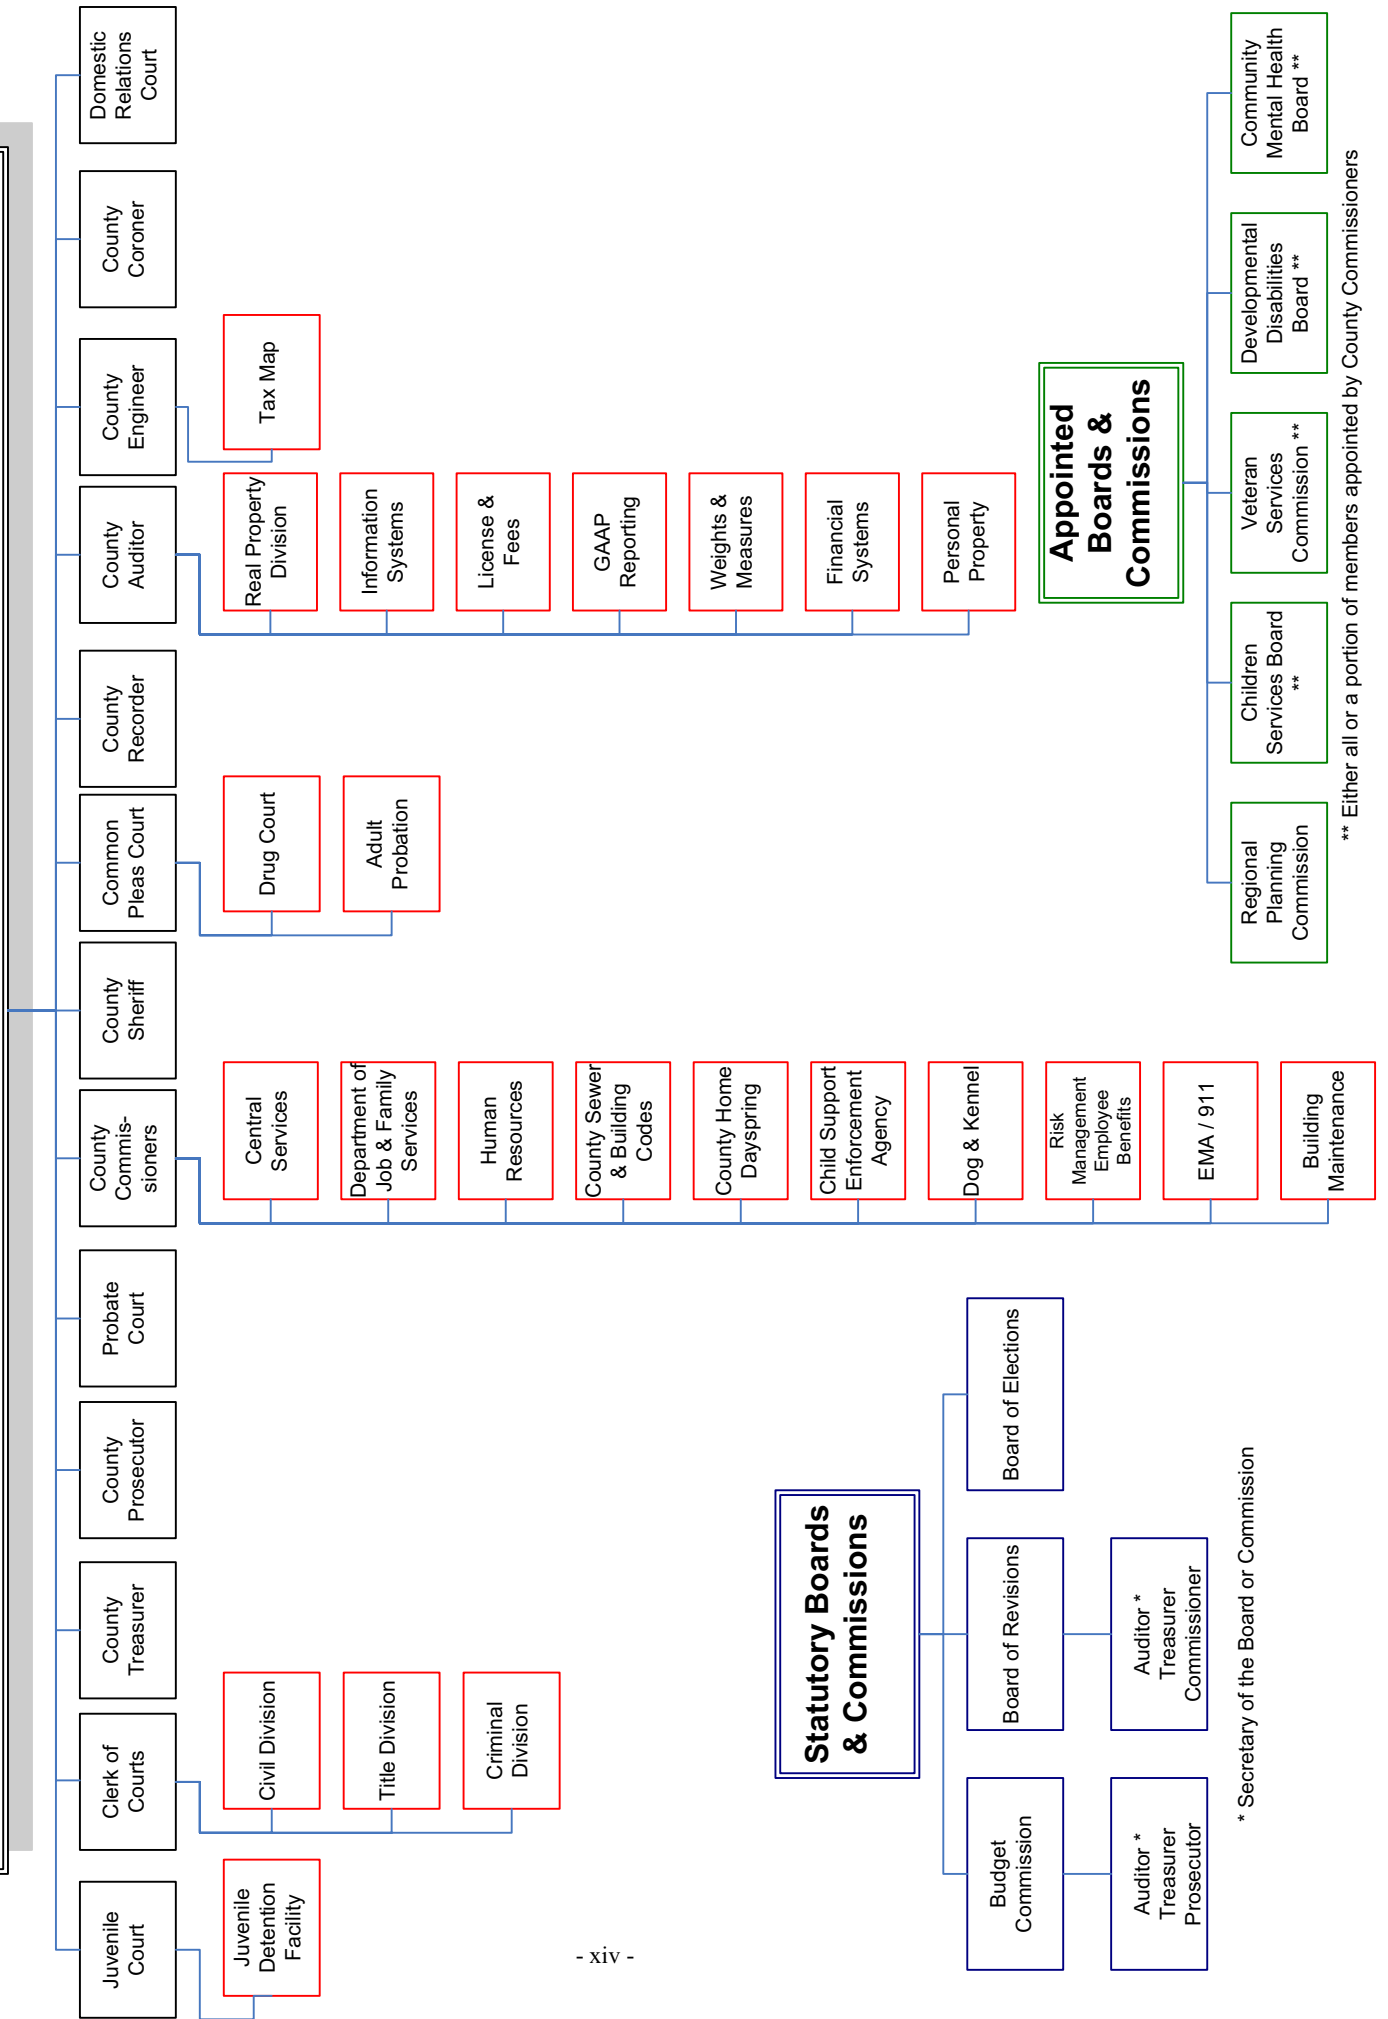 Juvenile
Court
Clerk of
Courts
County
Treasurer
County
Prosecutor
Probate
Court
County
Commis-
sioners
County
Sheriff
Common
Pleas Court
County
Recorder
County
Auditor
County
Engineer
County
Coroner
Domestic
Relations
Court
Juvenile
Detention
Facility
Civil Division
Title Division
Criminal
Division
Central
Services
Department of
Job & Family
Services
Human
Resources
County Sewer
& Building
Codes
County Home
Dayspring
Child Support
Enforcement
Agency
Dog & Kennel
Risk
Management
Employee
Benefits
EMA / 911
Building
Maintenance
Drug Court
Adult
Probation
Real Property
Division
Information
Systems
License &
Fees
GAAP
Reporting
Weights &
Measures
Financial
Systems
Personal
Property
Tax Map
Statutory Boards
& Commissions
Budget
Commission
Board of Revisions
Board of Elections
Auditor *
Treasurer
Prosecutor
Auditor *
Treasurer
Commissioner
* Secretary of the Board or Commission
Appointed
Boards &
Commissions
Regional
Planning
Commission
Children
Services Board
**
Veteran
Services
Commission **
Developmental
Disabilities
Board **
Community
Mental Health
Board **
** Either all or a portion of members appointed by County Commissioners
- xiv -